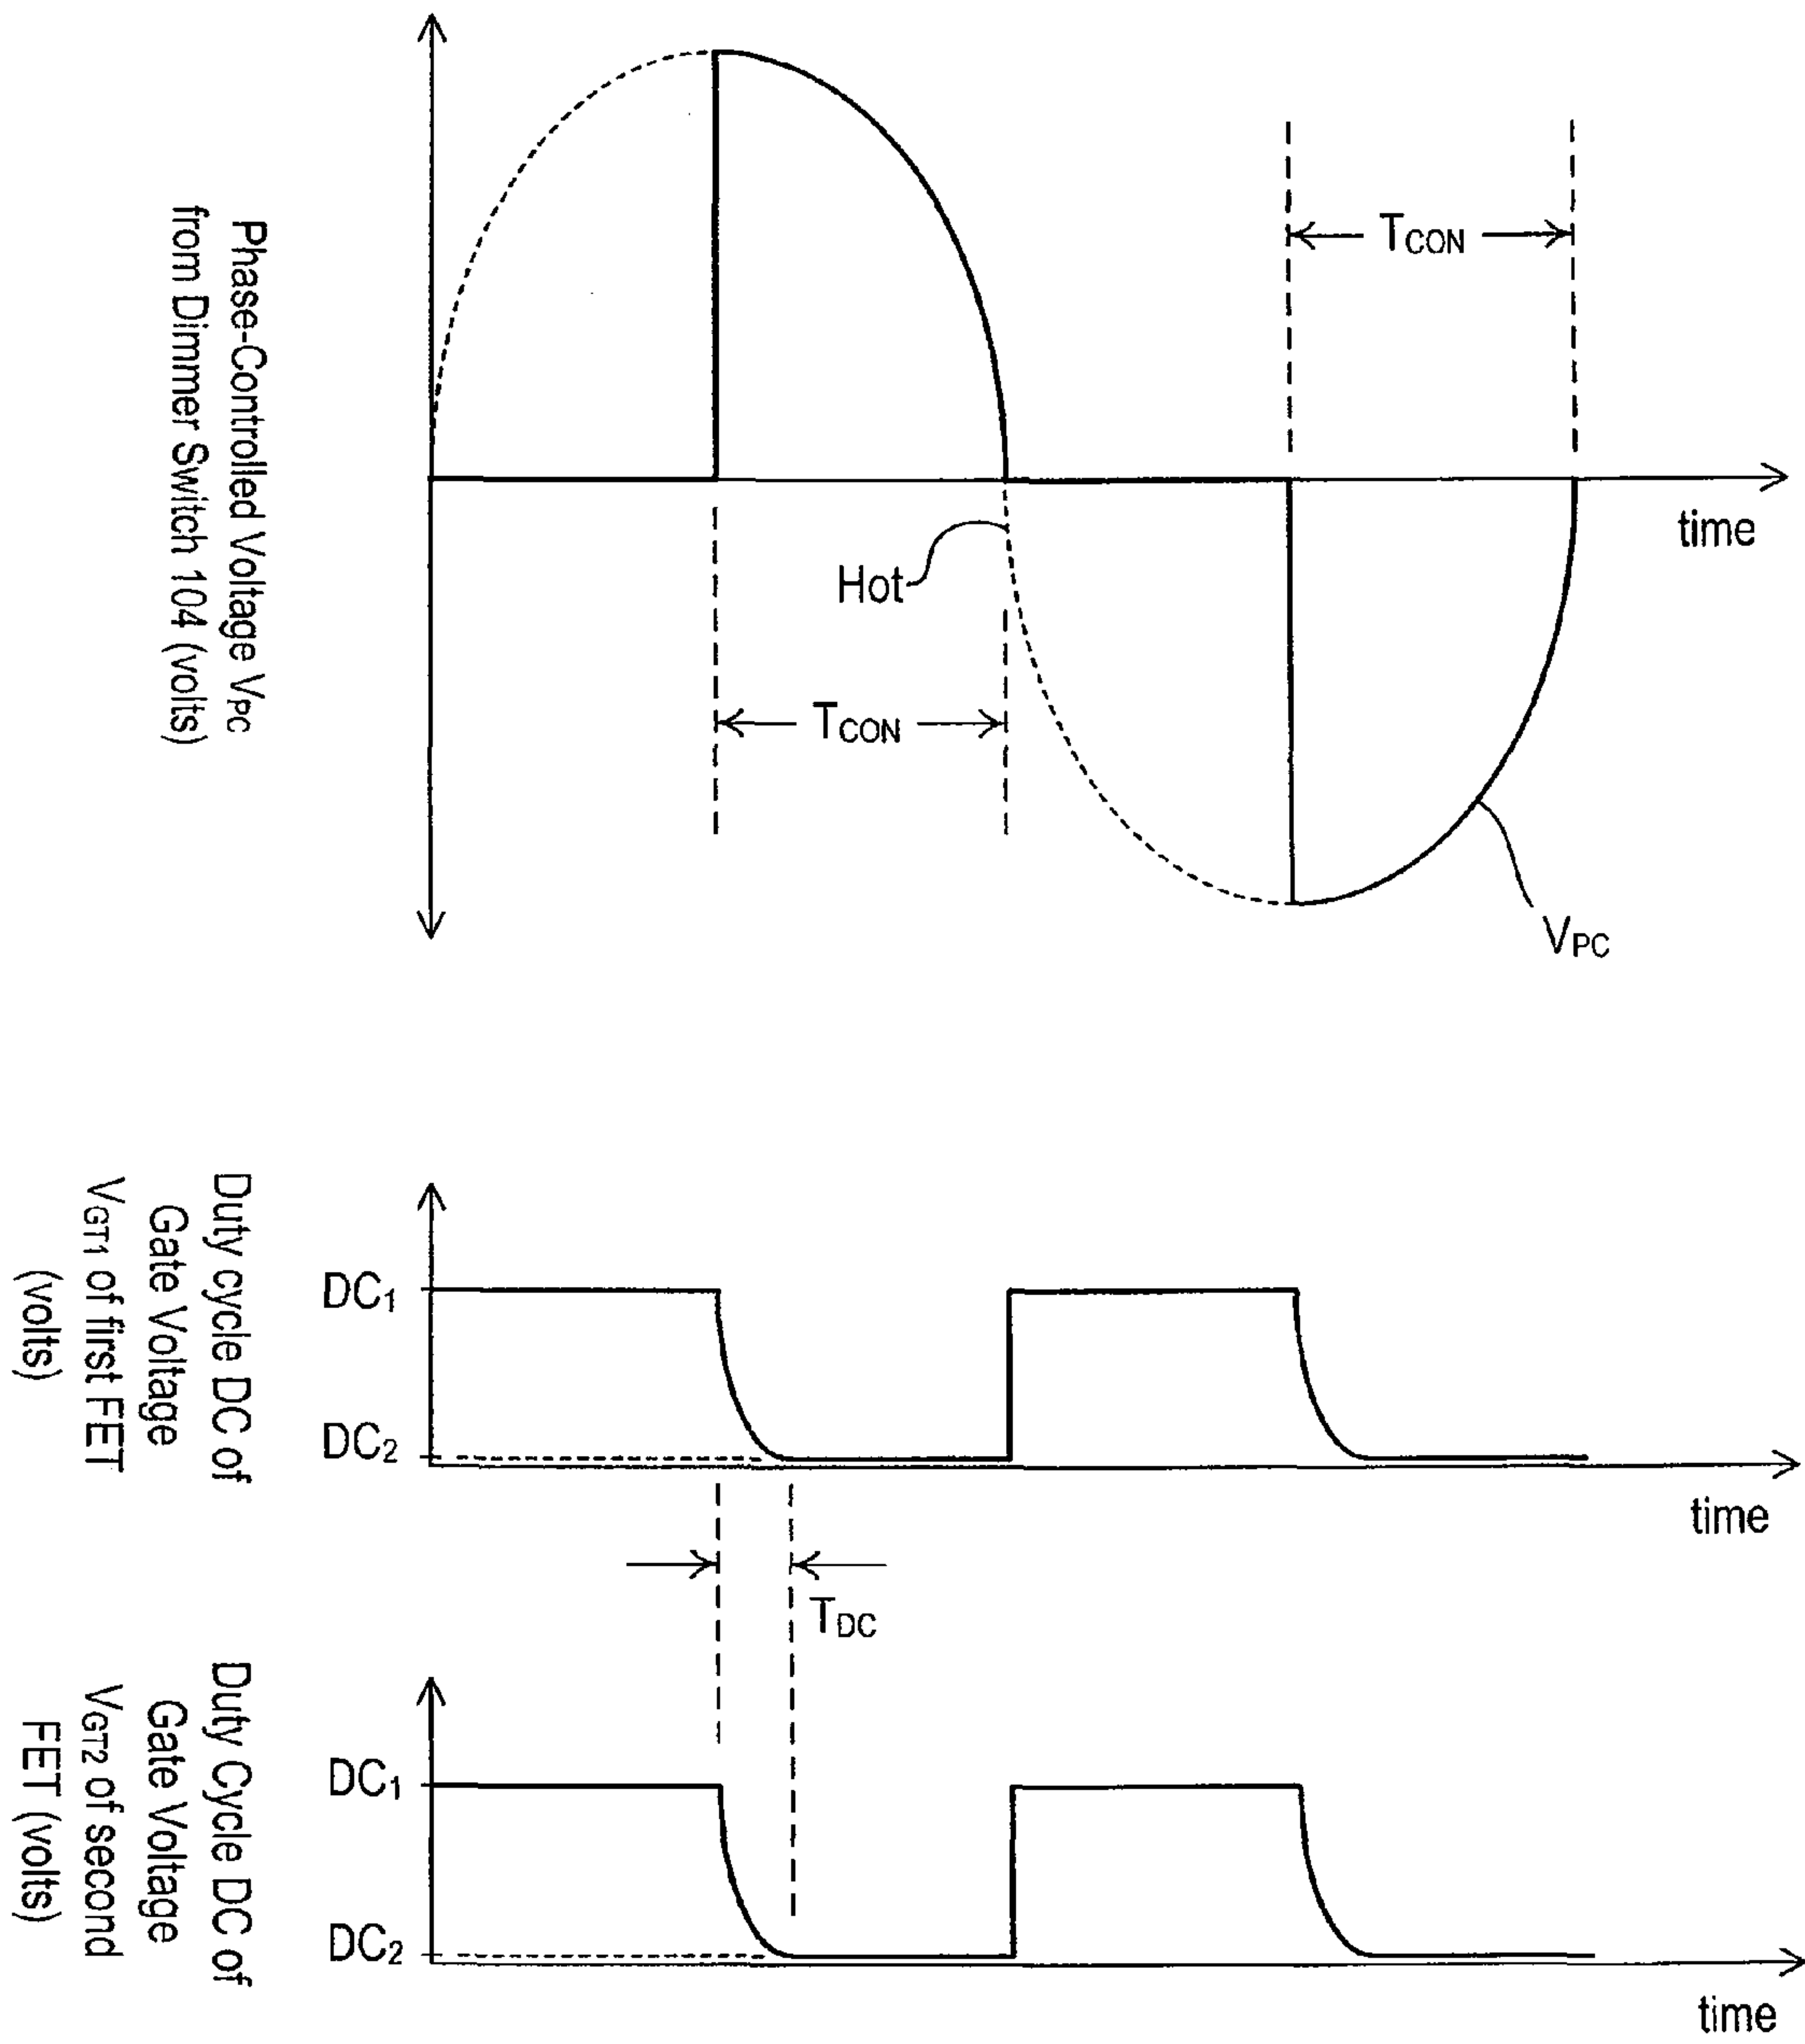 Phase-Controlled Voltage VPC
from Dimmer Switch 104 (volts)
TCON
time
Hot
TCON
VPC
Duty cycle DC of
Gate Voltage
VGT1 of first FET
(volts)
DC1
DC2
time
TDC
Duty Cycle DC of
Gate Voltage
VGT2 of second
FET (volts)
DC1
DC2
time